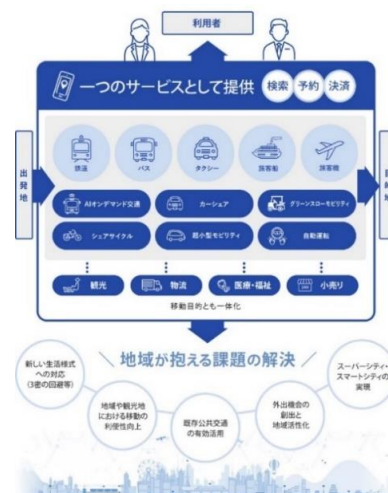 利用者
一つのサービスとして提供
検索
予約
決済
出発地
鉄道
バス
タクシー
旅客船
旅客機
AIオンデマンド交通
カーシェア
グリーンスローモビリティ
シェアサイクル
超小型モビリティ
自動運転
観光
物流
医療・福祉
小売り
移動目的とも一体化
地域が抱える課題の解決
新しい生活様式
への対応
(3密の回避等)
地域や観光地
における移動の
利便性向上
既存公共交通
の有効活用
外出機会の
創出と
地域活性化
スーパーシティ・
スマートシティの
実現